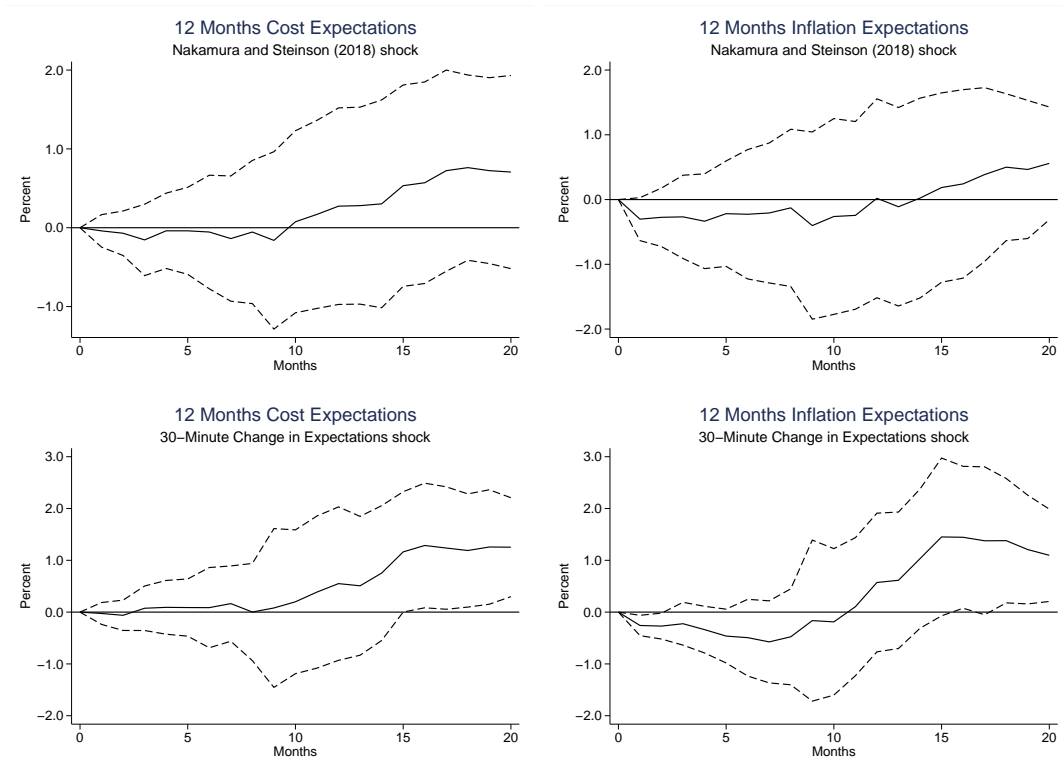 12 Months Cost Expectations
Nakamura and Steinson (2018) shock
2.0
1.0
0.0
−1.0
Percent
0 5 10 15 20
Months
12 Months Inflation Expectations
Nakamura and Steinson (2018) shock
2.0
1.0
0.0
−1.0
−2.0
Percent
0 5 10 15 20
Months
12 Months Cost Expectations
30−Minute Change in Expectations shock
3.0
2.0
1.0
0.0
−1.0
−2.0
Percent
0 5 10 15 20
Months
12 Months Inflation Expectations
30−Minute Change in Expectations shock
3.0
2.0
1.0
0.0
−1.0
−2.0
Percent
0 5 10 15 20
Months